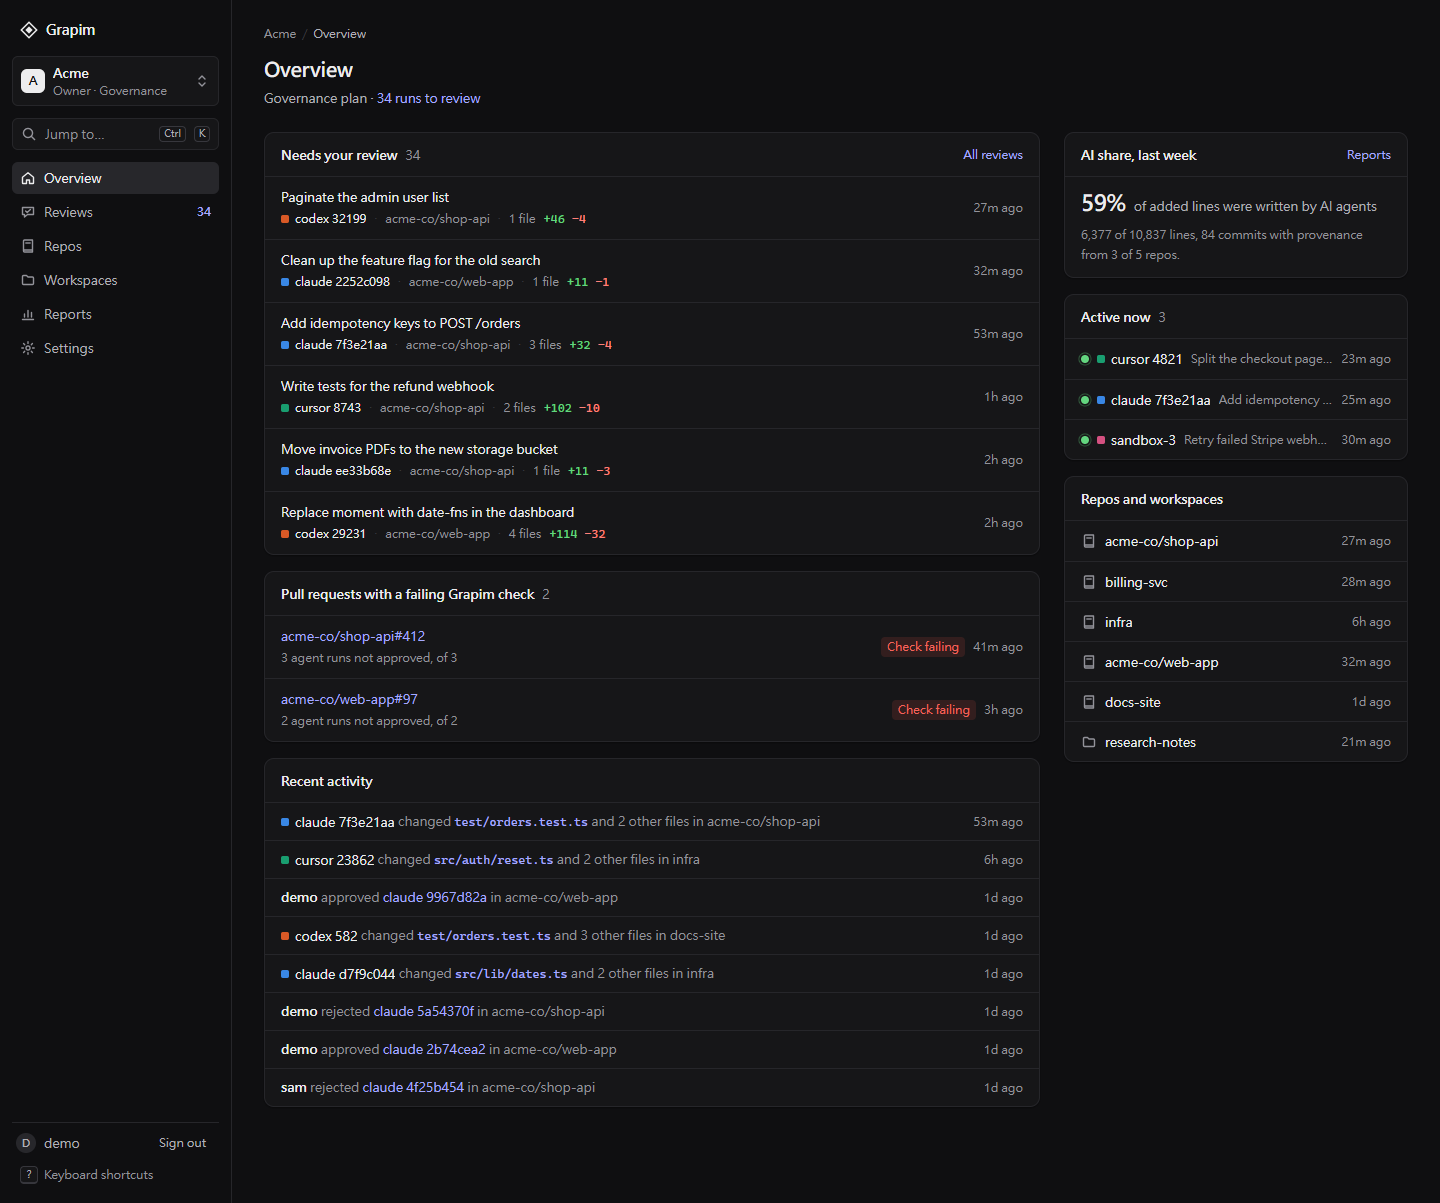 Grapim
A
Acme
Owner · Governance
Jump to...
Ctrl
K
Overview
Reviews 34
Repos
Workspaces
Reports
Settings
D demo Sign out
? Keyboard shortcuts
Acme / Overview
Overview
Governance plan · 34 runs to review
Needs your review 34 All reviews
Paginate the admin user list
codex 32199 · acme-co/shop-api · 1 file +46 −4
27m ago
Clean up the feature flag for the old search
claude 2252c098 · acme-co/web-app · 1 file +11 −1
32m ago
Add idempotency keys to POST /orders
claude 7f3e21aa · acme-co/shop-api · 3 files +32 −4
53m ago
Write tests for the refund webhook
cursor 8743 · acme-co/shop-api · 2 files +102 −10
1h ago
Move invoice PDFs to the new storage bucket
claude ee33b68e · acme-co/shop-api · 1 file +11 −3
2h ago
Replace moment with date-fns in the dashboard
codex 29231 · acme-co/web-app · 4 files +114 −32
2h ago
Pull requests with a failing Grapim check 2
acme-co/shop-api#412
3 agent runs not approved, of 3
Check failing 41m ago
acme-co/web-app#97
2 agent runs not approved, of 2
Check failing 3h ago
Recent activity
claude 7f3e21aa changed test/orders.test.ts and 2 other files in acme-co/shop-api 53m ago
cursor 23862 changed src/auth/reset.ts and 2 other files in infra 6h ago
demo approved claude 9967d82a in acme-co/web-app 1d ago
codex 582 changed test/orders.test.ts and 3 other files in docs-site 1d ago
claude d7f9c044 changed src/lib/dates.ts and 2 other files in infra 1d ago
demo rejected claude 5a54370f in acme-co/shop-api 1d ago
demo approved claude 2b74cea2 in acme-co/web-app 1d ago
sam rejected claude 4f25b454 in acme-co/shop-api 1d ago
AI share, last week Reports
59% of added lines were written by AI agents
6,377 of 10,837 lines, 84 commits with provenance
from 3 of 5 repos.
Active now 3
cursor 4821 Split the checkout page... 23m ago
claude 7f3e21aa Add idempotency ... 25m ago
sandbox-3 Retry failed Stripe webh... 30m ago
Repos and workspaces
acme-co/shop-api 27m ago
billing-svc 28m ago
infra 6h ago
acme-co/web-app 32m ago
docs-site 1d ago
research-notes 21m ago